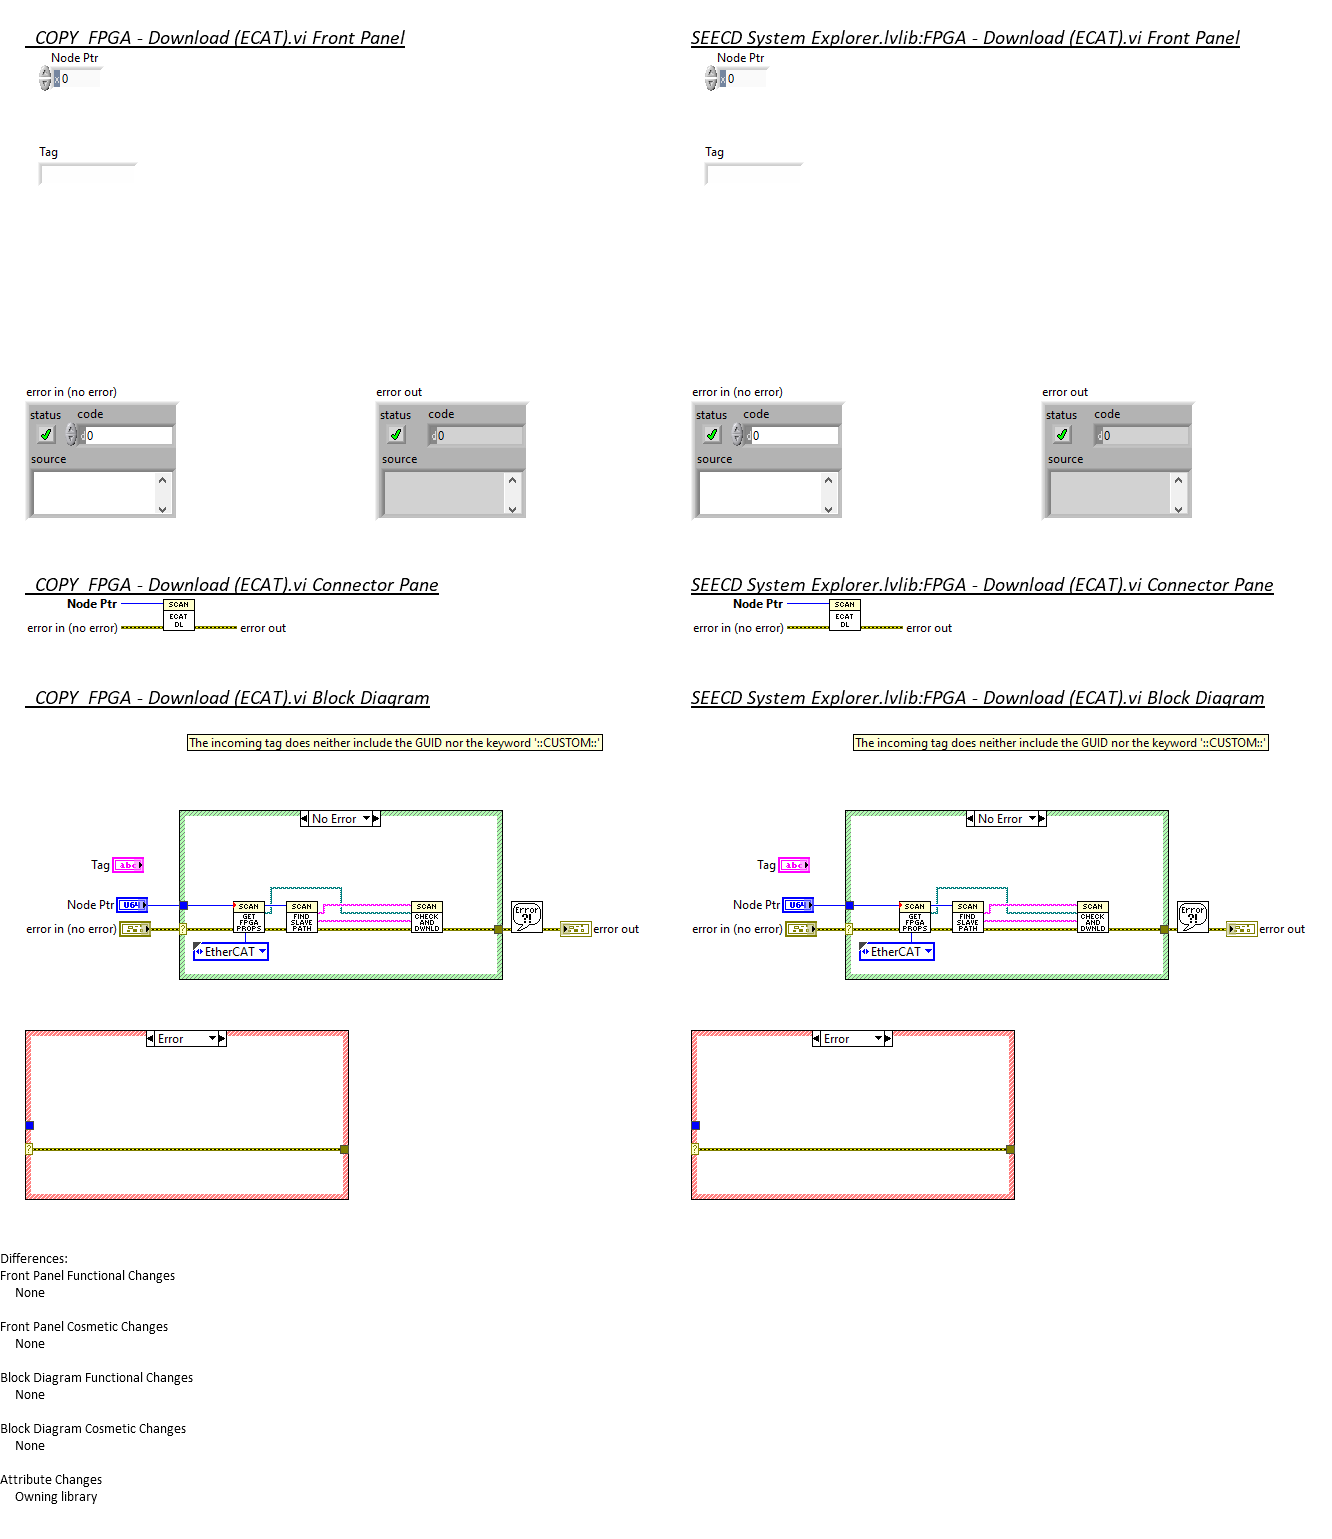 _COPY_FPGA - Download (ECAT).vi Front Panel
Node Ptr
x 0
Tag
error in (no error)
status code
d 0
source
error out
status code
d 0
source
SEECD System Explorer.lvlib:FPGA - Download (ECAT).vi Front Panel
Node Ptr
x 0
Tag
error in (no error)
status code
d 0
source
error out
status code
d 0
source
_COPY_FPGA - Download (ECAT).vi Connector Pane
Node Ptr
error in (no error)
SCAN
ECAT
DL
error out
SEECD System Explorer.lvlib:FPGA - Download (ECAT).vi Connector Pane
Node Ptr
error in (no error)
SCAN
ECAT
DL
error out
_COPY_FPGA - Download (ECAT).vi Block Diagram
The incoming tag does neither include the GUID nor the keyword '::CUSTOM::'
No Error
Tag
abc
Node Ptr
U64
error in (no error)
?
SCAN
GET
FPGA
PROPS
SCAN
FIND
SLAVE
PATH
SCAN
CHECK
AND
DWNLD
EtherCAT
Error
?!
error out
Error
?
SEECD System Explorer.lvlib:FPGA - Download (ECAT).vi Block Diagram
The incoming tag does neither include the GUID nor the keyword '::CUSTOM::'
No Error
Tag
abc
Node Ptr
U64
error in (no error)
?
SCAN
GET
FPGA
PROPS
SCAN
FIND
SLAVE
PATH
SCAN
CHECK
AND
DWNLD
EtherCAT
Error
?!
error out
Error
?
Differences:
Front Panel Functional Changes
None
Front Panel Cosmetic Changes
None
Block Diagram Functional Changes
None
Block Diagram Cosmetic Changes
None
Attribute Changes
Owning library